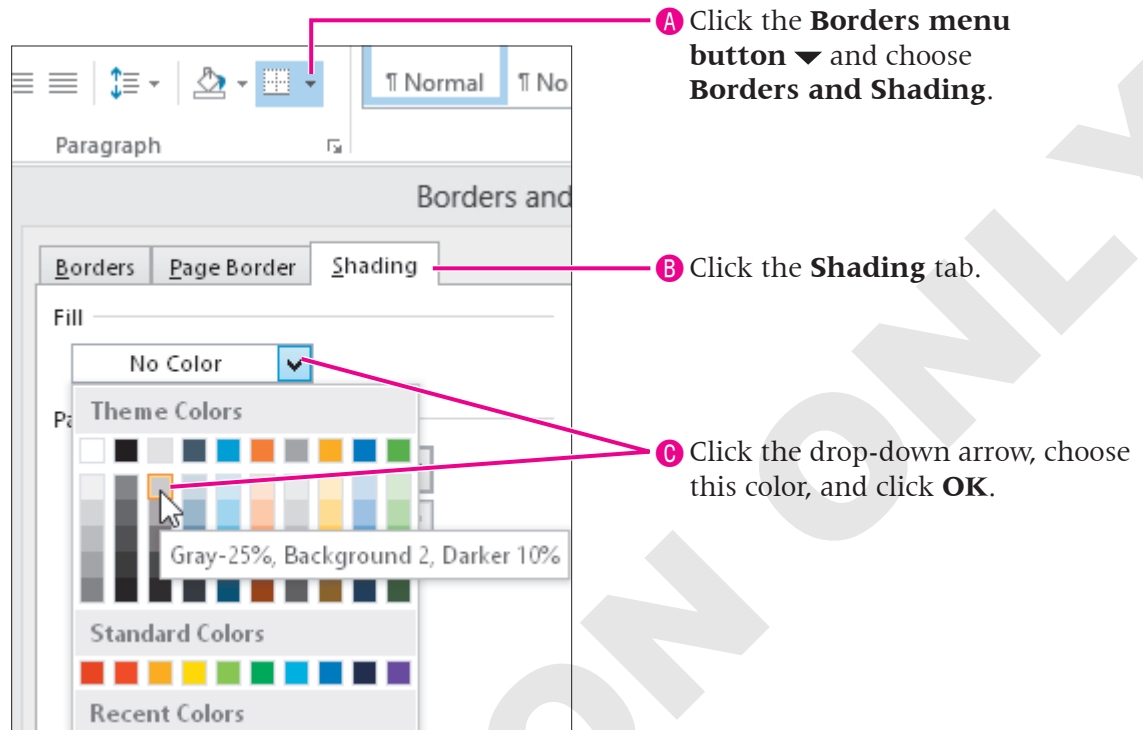 A Click the Borders menu
button ▼ and choose
Borders and Shading.
¶ Normal ¶ No
Paragraph
Borders and
Borders Page Border Shading
B Click the Shading tab.
Fill
No Color
Pa
Theme Colors
C Click the drop-down arrow, choose
this color, and click OK.
Gray-25%, Background 2, Darker 10%
Standard Colors
Recent Colors
ON ONLY